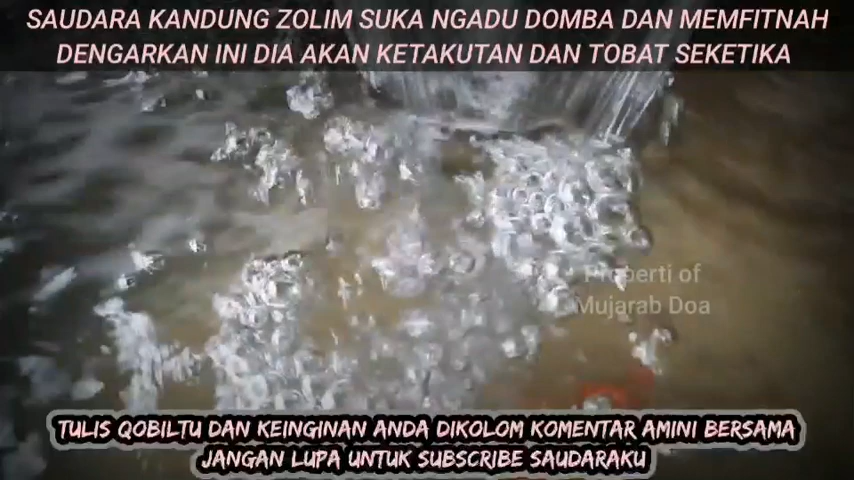 SAUDARA KANDUNG ZOLIM SUKA NGADU DOMBA DAN MEMFITNAH
DENGARKAN INI DIA AKAN KETAKUTAN DAN TOBAT SEKETIKA
Properti of
Mujarab Doa
TULIS QOBILTU DAN KEINGINAN ANDA DIKOLOM KOMENTAR AMINI BERSAMA
JANGAN LUPA UNTUK SUBSCRIBE SAUDARAKU